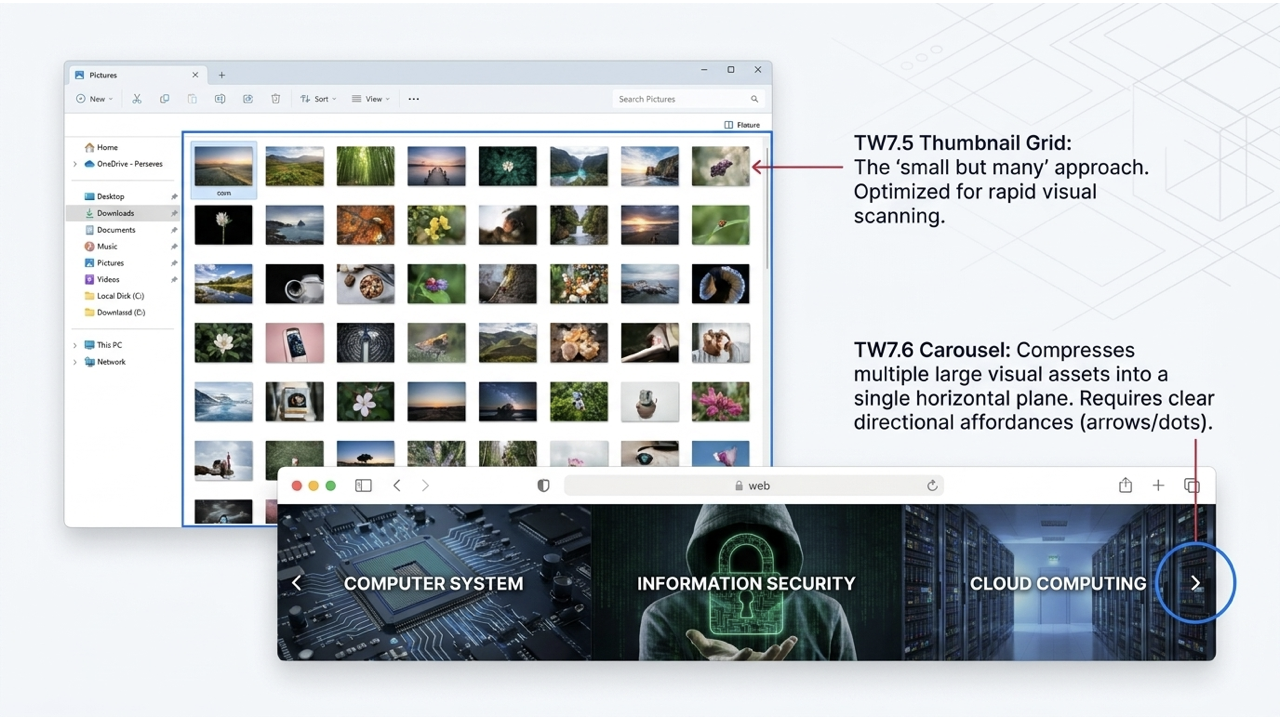 Pictures
New
Sort
View
Search Pictures
Flature
Home
OneDrive - Perseres
Desktop
Downloads
Documents
Music
Pictures
Videos
Local Disk (C:)
Downlassd (D:)
This PC
Network
com
TW7.5 Thumbnail Grid:
The ‘small but many’ approach.
Optimized for rapid visual
scanning.
TW7.6 Carousel: Compresses
multiple large visual assets into a
single horizontal plane. Requires clear
directional affordances (arrows/dots).
web
COMPUTER SYSTEM
INFORMATION SECURITY
CLOUD COMPUTING